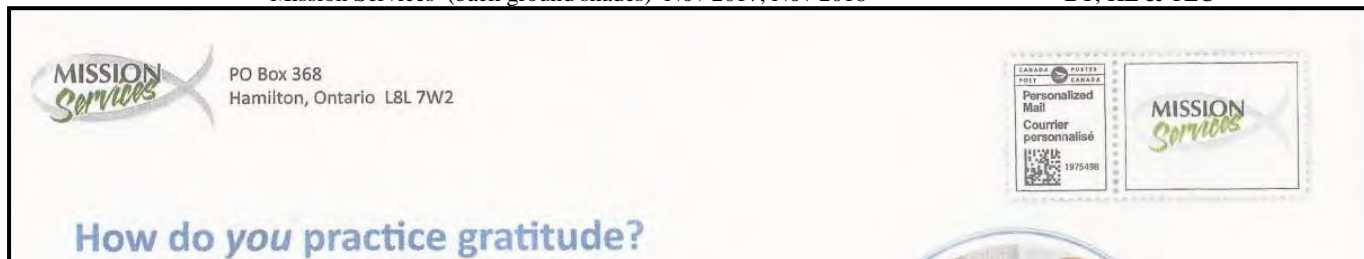 Mission Services (back ground shades) Nov 2017, Nov 2018
MISSION
Services
PO Box 368
Hamilton, Ontario L8L 7W2
CANADA POSTES
POST CANADA
Personalized
Mail
Courrier
personnalisé
1975498
MISSION
Services
How do you practice gratitude?